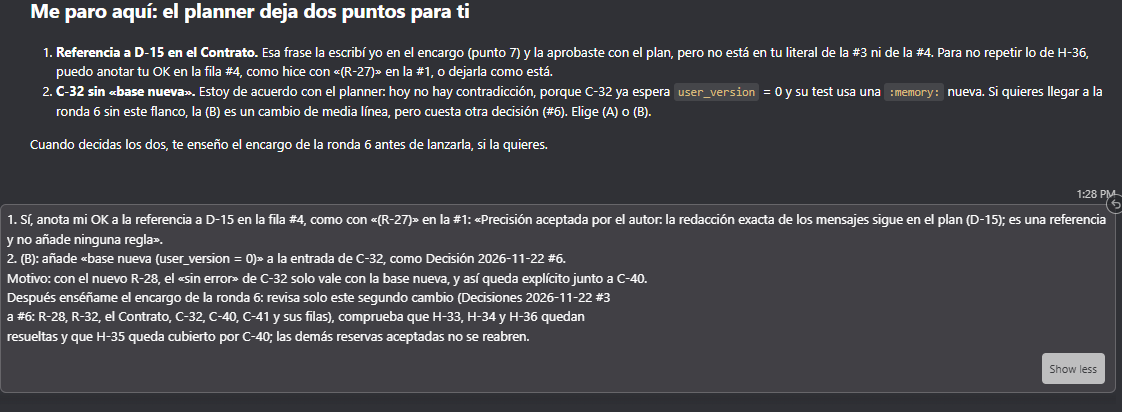 Me paro aquí: el planner deja dos puntos para ti
1. Referencia a D-15 en el Contrato. Esa frase la escribí yo en el encargo (punto 7) y la aprobaste con el plan, pero no está en tu literal de la #3 ni de la #4. Para no repetir lo de H-36,
puedo anotar tu OK en la fila #4, como hice con «(R-27)» en la #1, o dejarla como está.
2. C-32 sin «base nueva». Estoy de acuerdo con el planner: hoy no hay contradicción, porque C-32 ya espera user_version = 0 y su test usa una :memory: nueva. Si quieres llegar a la
ronda 6 sin este flanco, la (B) es un cambio de media línea, pero cuesta otra decisión (#6). Elige (A) o (B).
Cuando decidas los dos, te enseño el encargo de la ronda 6 antes de lanzarla, si la quieres.
1:28 PM
1. Sí, anota mi OK a la referencia a D-15 en la fila #4, como con «(R-27)» en la #1: «Precisión aceptada por el autor: la redacción exacta de los mensajes sigue en el plan (D-15); es una referencia
y no añade ninguna regla».
2. (B): añade «base nueva (user_version = 0)» a la entrada de C-32, como Decisión 2026-11-22 #6.
Motivo: con el nuevo R-28, el «sin error» de C-32 solo vale con la base nueva, y así queda explícito junto a C-40.
Después enséñame el encargo de la ronda 6: revisa solo este segundo cambio (Decisiones 2026-11-22 #3
a #6: R-28, R-32, el Contrato, C-32, C-40, C-41 y sus filas), comprueba que H-33, H-34 y H-36 quedan
resueltas y que H-35 queda cubierto por C-40; las demás reservas aceptadas no se reabren.
Show less